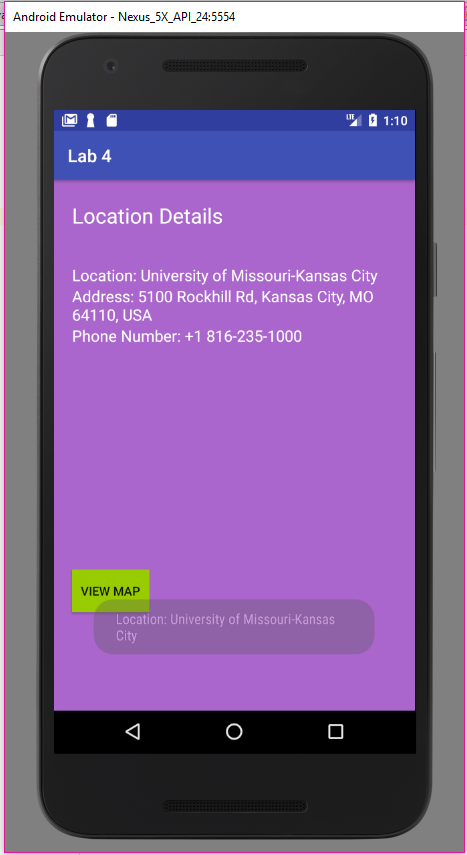 Android Emulator - Nexus_5X_API_24:5554
LTE 1:10
Lab 4
Location Details
Location: University of Missouri-Kansas City
Address: 5100 Rockhill Rd, Kansas City, MO
64110, USA
Phone Number: +1 816-235-1000
VIEW MAP
Location: University of Missouri-Kansas
City